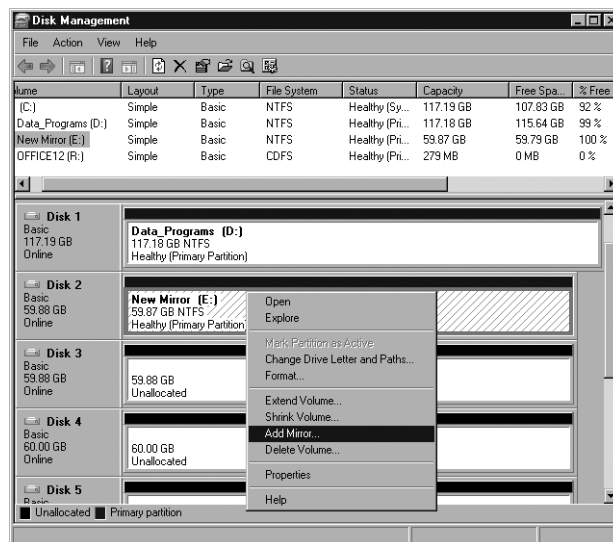 Disk Management
File Action View Help
lume Layout Type File System Status Capacity Free Spa... % Free
(C:) Simple Basic NTFS Healthy (Sy... 117.19 GB 107.83 GB 92 %
Data_Programs (D:) Simple Basic NTFS Healthy (Pri... 117.18 GB 115.64 GB 99 %
New Mirror (E:) Simple Basic NTFS Healthy (Pri... 59.87 GB 59.79 GB 100 %
OFFICE12 (R:) Simple Basic CDFS Healthy (Pri... 279 MB 0 MB 0 %
Disk 1
Basic
117.19 GB
Online
Data_Programs (D:)
117.18 GB NTFS
Healthy (Primary Partition)
Disk 2
Basic
59.88 GB
Online
New Mirror (E:)
59.87 GB NTFS
Healthy (Primary Partition)
Open
Explore
Mark Partition as Active
Change Drive Letter and Paths...
Format...
Extend Volume...
Shrink Volume...
Add Mirror...
Delete Volume...
Properties
Help
Disk 3
Basic
59.88 GB
Online
59.88 GB
Unallocated
Disk 4
Basic
60.00 GB
Online
60.00 GB
Unallocated
Disk 5
Basic
Unallocated Primary partition